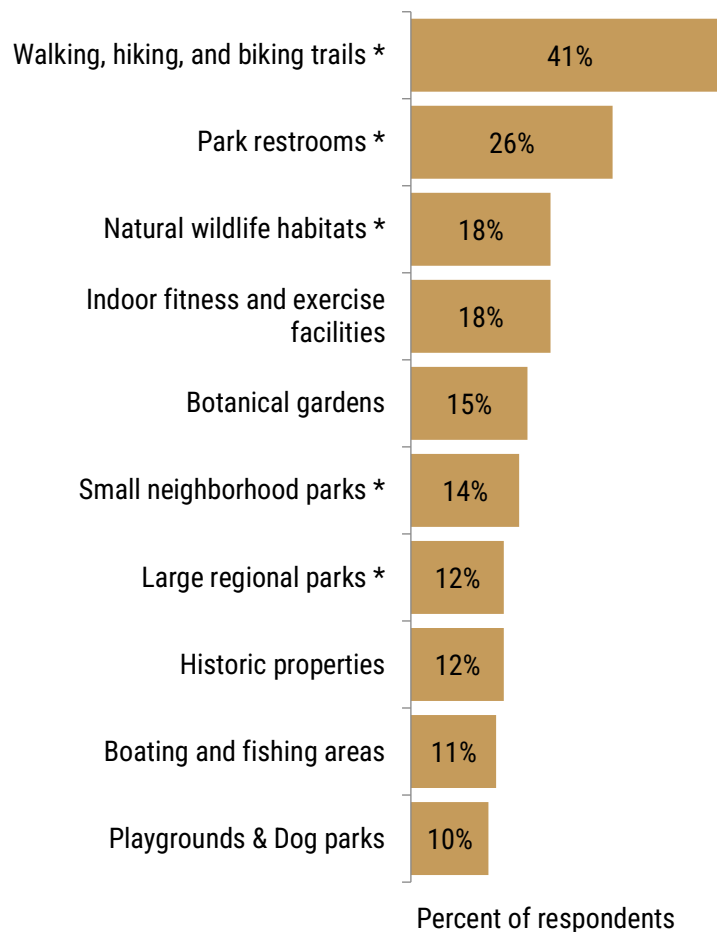 Walking, hiking, and biking trails *
41%
Park restrooms *
26%
Natural wildlife habitats *
18%
Indoor fitness and exercise
facilities
18%
Botanical gardens
15%
Small neighborhood parks *
14%
Large regional parks *
12%
Historic properties
12%
Boating and fishing areas
11%
Playgrounds & Dog parks
10%
Percent of respondents